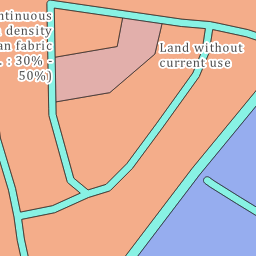 ntinuous
density
an fabric
. : 30% -
50%)
Land without
current use